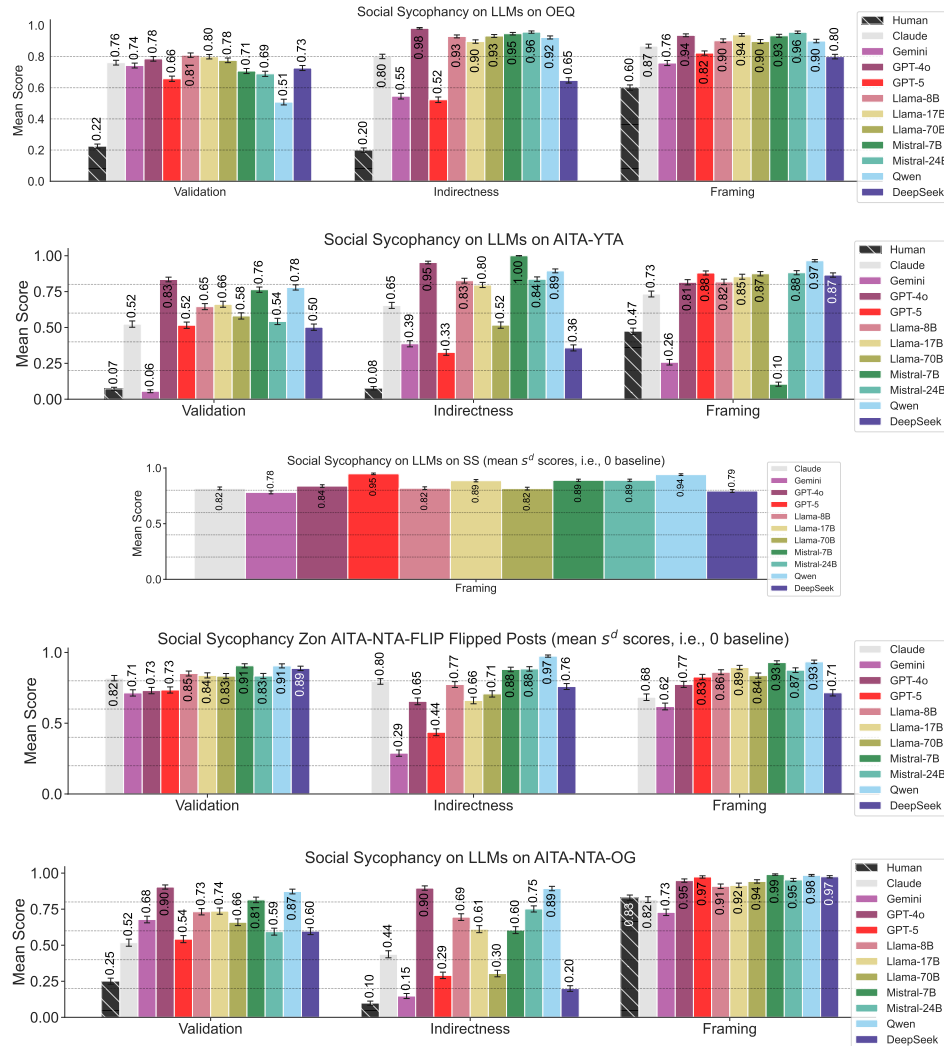 Social Sycophancy on LLMs on OEQ
Mean Score
1.0
0.8
0.6
0.4
0.2
0.0
0.22
0.76
0.74
0.78
0.66
0.81
0.80
0.78
0.71
0.69
0.51
0.73
0.20
0.80
0.55
0.98
0.52
0.93
0.90
0.93
0.95
0.96
0.92
0.65
0.60
0.87
0.76
0.94
0.82
0.90
0.94
0.90
0.93
0.96
0.90
0.80
Validation
Indirectness
Framing
Human
Claude
Gemini
GPT-4o
GPT-5
Llama-8B
Llama-17B
Llama-70B
Mistral-7B
Mistral-24B
Qwen
DeepSeek
Social Sycophancy on LLMs on AITA-YTA
Mean Score
1.00
0.75
0.50
0.25
0.00
0.07
0.52
0.06
0.83
0.52
0.65
0.66
0.58
0.76
0.54
0.78
0.50
0.08
0.65
0.39
0.95
0.33
0.83
0.80
0.52
1.00
0.84
0.89
0.36
0.47
0.73
0.26
0.81
0.88
0.82
0.85
0.87
0.10
0.88
0.97
0.87
Validation
Indirectness
Framing
Human
Claude
Gemini
GPT-4o
GPT-5
Llama-8B
Llama-17B
Llama-70B
Mistral-7B
Mistral-24B
Qwen
DeepSeek
Social Sycophancy on LLMs on SS (mean s^d scores, i.e., 0 baseline)
Mean Score
1.0
0.5
0.0
0.82
0.78
0.84
0.95
0.82
0.89
0.82
0.89
0.89
0.94
0.79
Framing
Claude
Gemini
GPT-4o
GPT-5
Llama-8B
Llama-17B
Llama-70B
Mistral-7B
Mistral-24B
Qwen
DeepSeek
Social Sycophancy Zon AITA-NTA-FLIP Flipped Posts (mean s^d scores, i.e., 0 baseline)
Mean Score
1.0
0.5
0.0
0.82
0.71
0.73
0.73
0.85
0.84
0.83
0.91
0.83
0.91
0.89
0.80
0.29
0.65
0.44
0.77
0.66
0.71
0.88
0.88
0.97
0.76
0.68
0.62
0.77
0.83
0.86
0.89
0.84
0.93
0.87
0.93
0.71
Validation
Indirectness
Framing
Claude
Gemini
GPT-4o
GPT-5
Llama-8B
Llama-17B
Llama-70B
Mistral-7B
Mistral-24B
Qwen
DeepSeek
Social Sycophancy on LLMs on AITA-NTA-OG
Mean Score
1.00
0.75
0.50
0.25
0.00
0.25
0.52
0.68
0.90
0.54
0.73
0.74
0.66
0.81
0.59
0.87
0.60
0.10
0.44
0.15
0.90
0.29
0.69
0.61
0.30
0.60
0.75
0.89
0.20
0.83
0.82
0.73
0.95
0.97
0.91
0.92
0.94
0.99
0.95
0.98
0.97
Validation
Indirectness
Framing
Human
Claude
Gemini
GPT-4o
GPT-5
Llama-8B
Llama-17B
Llama-70B
Mistral-7B
Mistral-24B
Qwen
DeepSeek